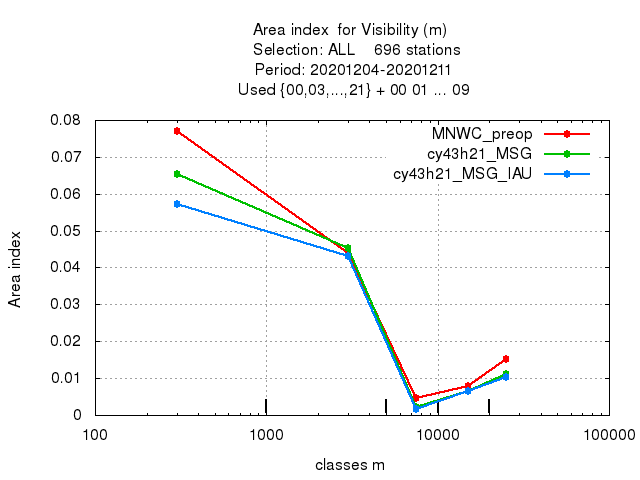 Area index  for Visibility (m)
Selection: ALL    696 stations
Period: 20201204-20201211
Used {00,03,...,21} + 00 01 ... 09
MNWC_preop
cy43h21_MSG
cy43h21_MSG_IAU
0.08
0.07
0.06
0.05
0.04
0.03
0.02
0.01
0
Area index
100
1000
10000
100000
classes m